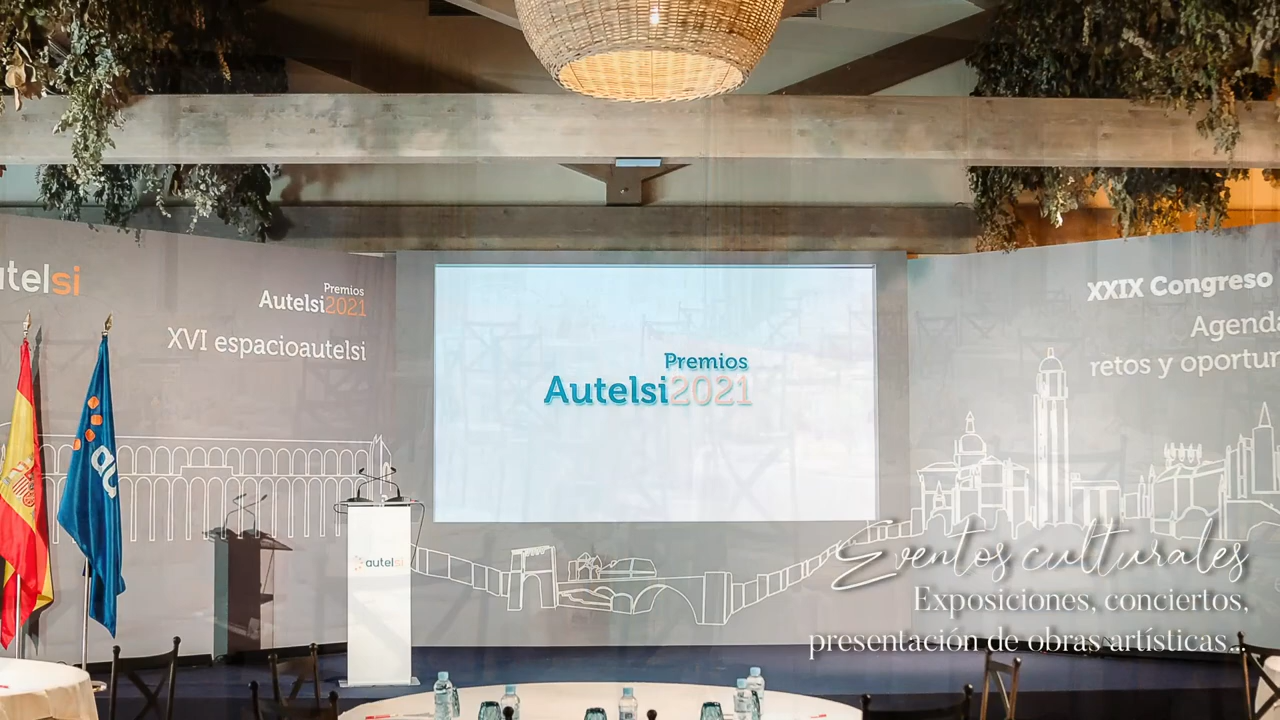 autelsi
Premios
Autelsi2021
XVI espacioautelsi
Premios
Autelsi2021
XXIX Congreso
Agenda
retos y oportun
autelsi
Eventos culturales
Exposiciones, conciertos,
presentación de obras artísticas...